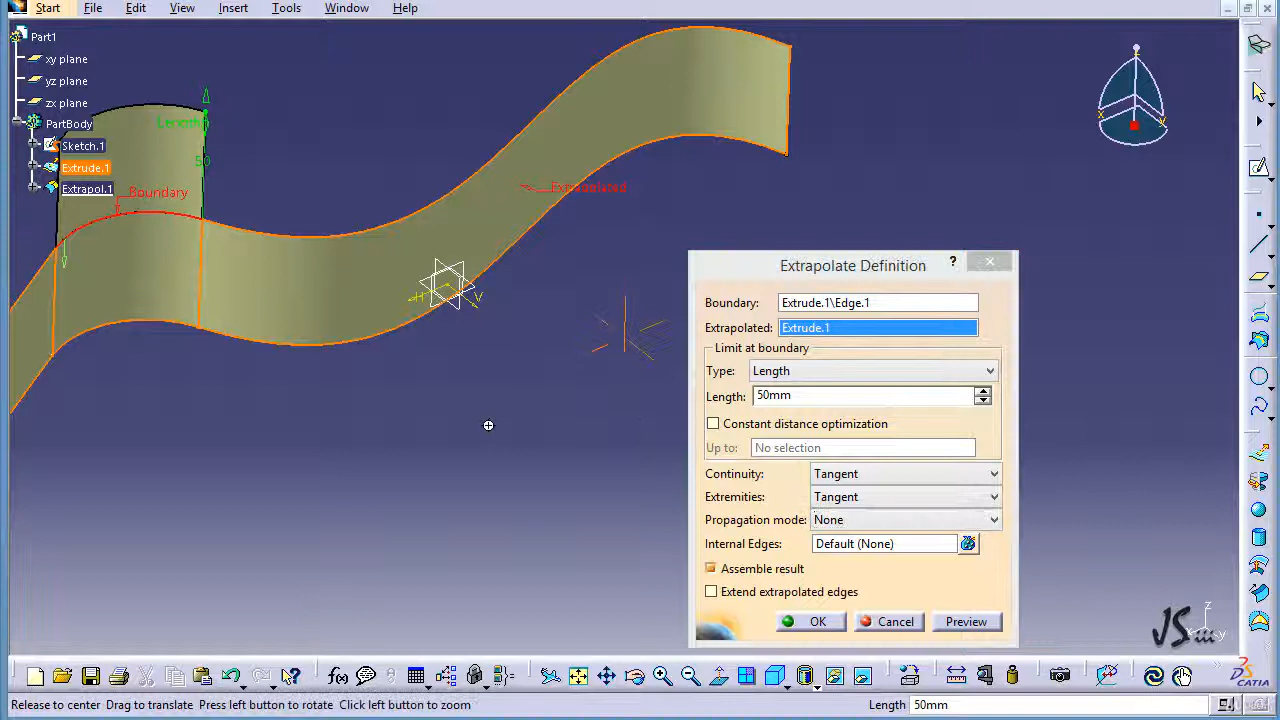 Start File Edit View Insert Tools Window Help
Part1
xy plane
yz plane
zx plane
PartBody
Sketch.1
Extrude.1
Extrapol.1
Length
50
Boundary
Extrapolated
H
V
x
y
Extrapolate Definition
?
Boundary: Extrude.1\Edge.1
Extrapolated: Extrude.1
Limit at boundary
Type: Length
Length: 50mm
Constant distance optimization
Up to: No selection
Continuity: Tangent
Extremities: Tangent
Propagation mode: None
Internal Edges: Default (None)
Assemble result
Extend extrapolated edges
OK Cancel Preview
z
y
f(x)
CATIA
Release to center Drag to translate Press left button to rotate Click left button to zoom
Length 50mm